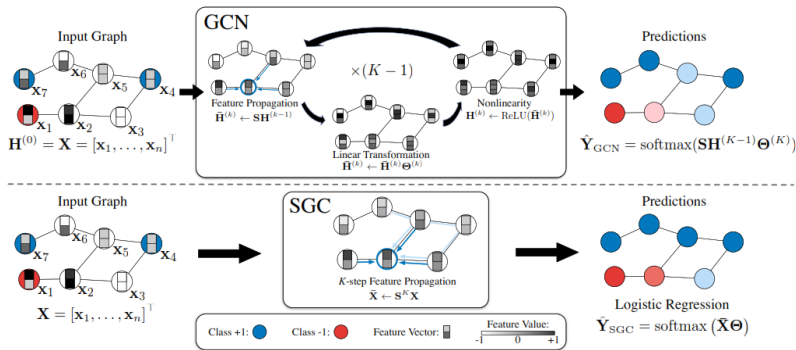 GCN
Input Graph
Predictions
x₆
x₅
x₇
x₄
x₁
x₂
x₃
H⁽⁰⁾ = X = [x₁, . . . , xₙ]⊤
Feature Propagation
H̄⁽ᵏ⁾ ← SH⁽ᵏ⁻¹⁾
×(K − 1)
Linear Transformation
H̃⁽ᵏ⁾ ← H̄⁽ᵏ⁾Θ⁽ᵏ⁾
Nonlinearity
H⁽ᵏ⁾ ← ReLU(H̃⁽ᵏ⁾)
Ŷ_GCN = softmax(SH⁽ᴷ⁻¹⁾Θ⁽ᴷ⁾)
Input Graph
SGC
Predictions
x₆
x₅
x₇
x₄
x₁
x₂
x₃
X = [x₁, . . . , xₙ]⊤
K-step Feature Propagation
X̄ ← SᴷX
Logistic Regression
Ŷ_SGC = softmax (X̄Θ)
Class +1:
Class -1:
Feature Vector:
Feature Value:
-1 0 +1